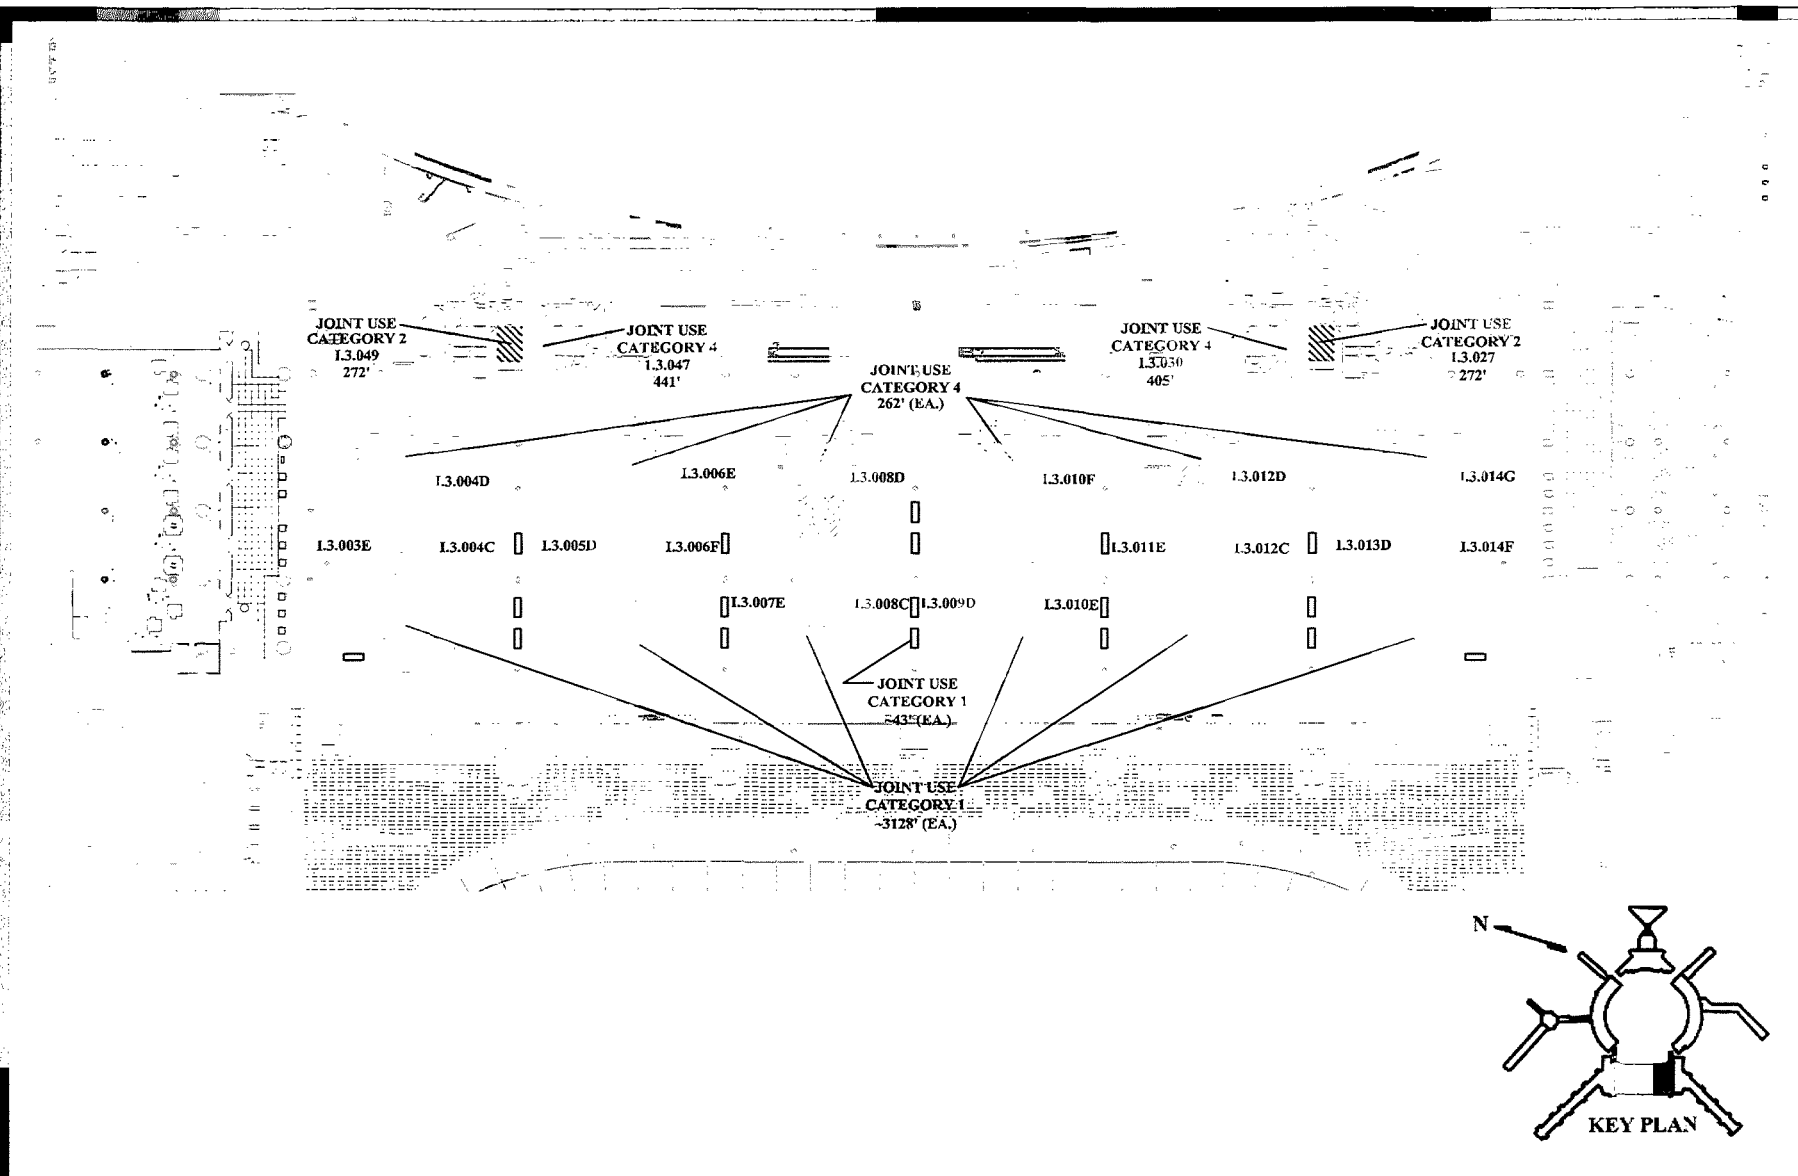 JOINT USE
CATEGORY 2
I.3.049
272'
JOINT USE
CATEGORY 4
I.3.047
441'
JOINT USE
CATEGORY 4
262' (EA.)
JOINT USE
CATEGORY 4
I.3.030
405'
JOINT USE
CATEGORY 2
I.3.027
272'
I.3.004D
I.3.006E
I.3.008D
I.3.010F
I.3.012D
I.3.014G
I.3.003E
I.3.004C
I.3.005D
I.3.006F
I.3.011E
I.3.012C
I.3.013D
I.3.014F
I.3.007E
I.3.008C
I.3.009D
I.3.010E
JOINT USE
CATEGORY 1
~43' (EA.)
JOINT USE
CATEGORY 1
~3128' (EA.)
N
KEY PLAN